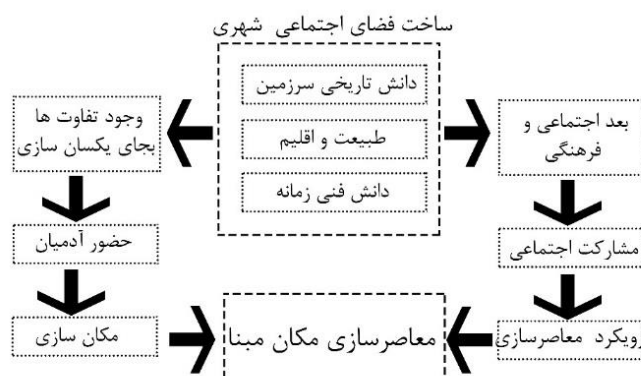 ساخت فضای اجتماعی شهری
دانش تاریخی سرزمین
طبیعت و اقلیم
دانش فنی زمانه
بعد اجتماعی و
فرهنگی
مشارکت اجتماعی
رویکرد معاصرسازی
وجود تفاوت ها
بجای یکسان سازی
حضور آدمیان
مکان سازی
معاصرسازی مکان مبنا